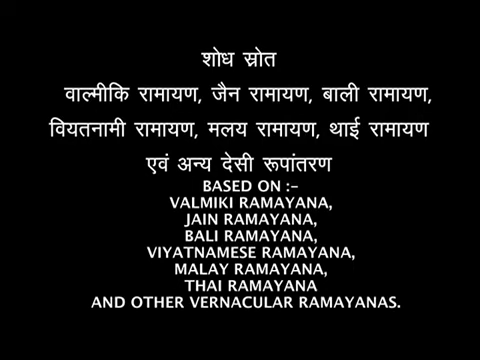 शोध स्रोत
वाल्मीकि रामायण, जैन रामायण, बाली रामायण,
वियतनामी रामायण, मलय रामायण, थाई रामायण
एवं अन्य देसी रूपांतरण
BASED ON :-
VALMIKI RAMAYANA,
JAIN RAMAYANA,
BALI RAMAYANA,
VIYATNAMESE RAMAYANA,
MALAY RAMAYANA,
THAI RAMAYANA
AND OTHER VERNACULAR RAMAYANAS.